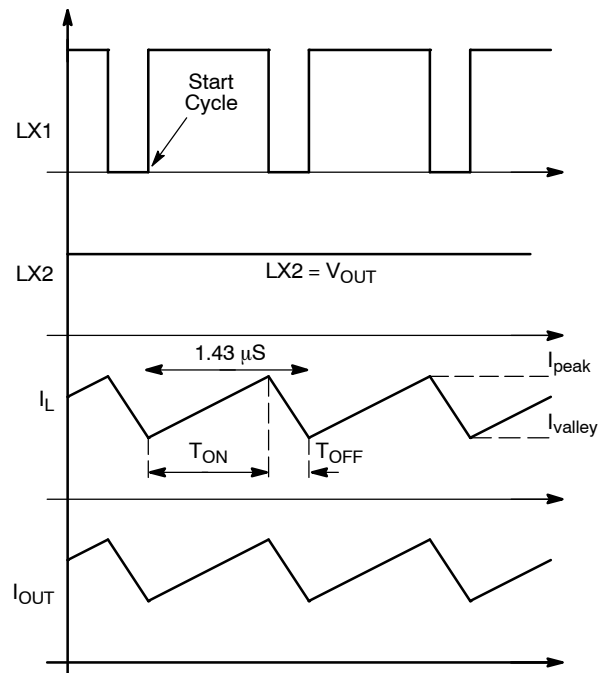 Start
Cycle
LX1
LX2
LX2 = VOUT
1.43 μS
Ipeak
IL
Ivalley
TON
TOFF
IOUT